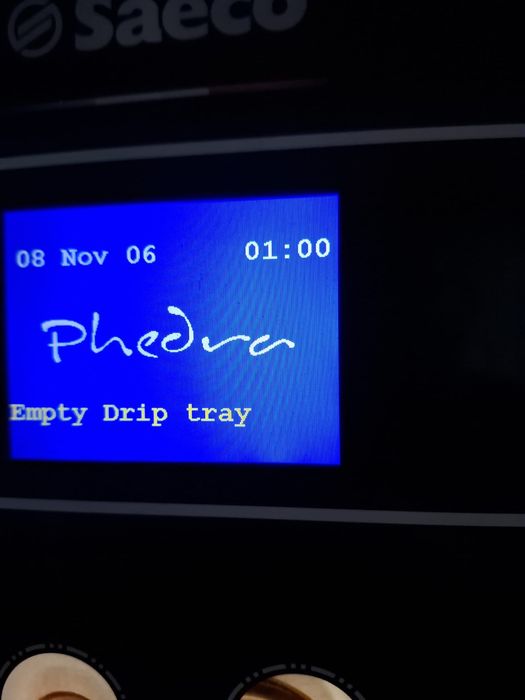 Saeco
08 Nov 06 01:00
Phedra
Empty Drip tray